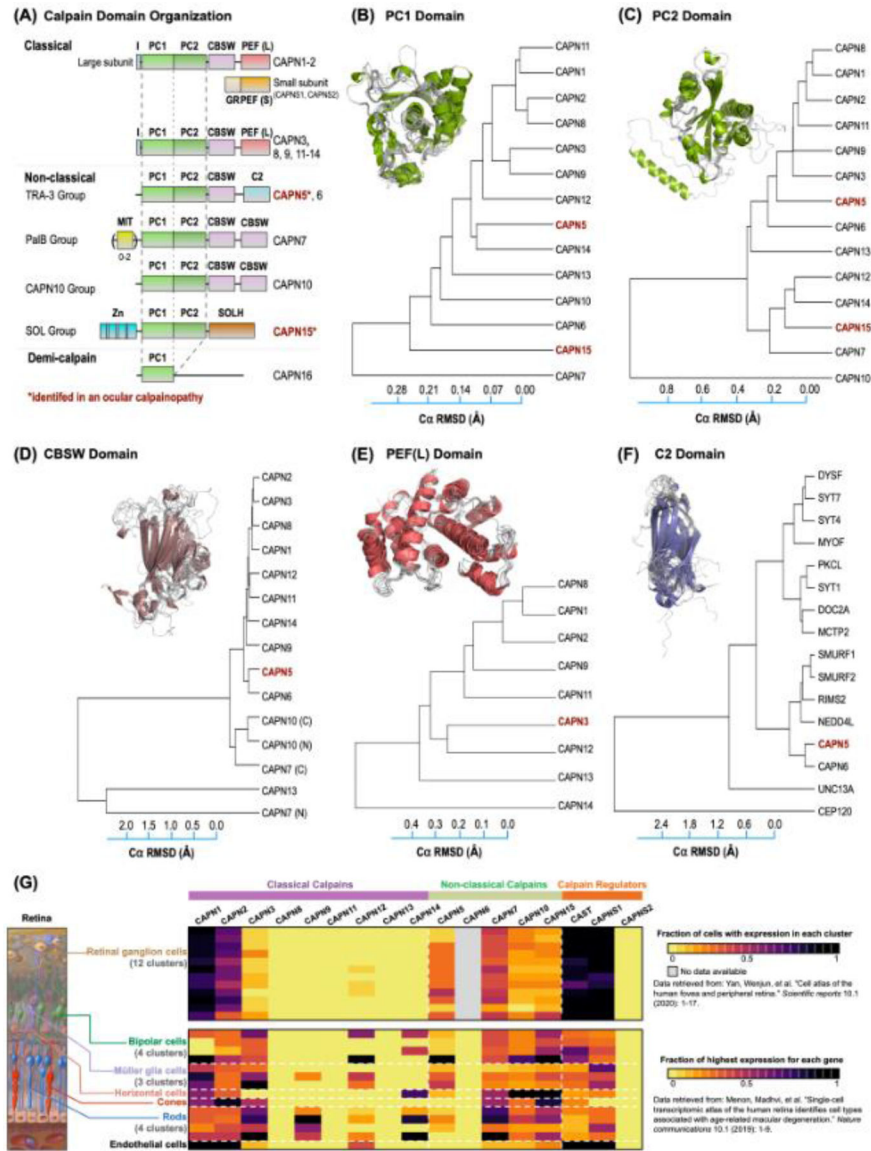 (A) Calpain Domain Organization
Classical
I PC1 PC2 CBSW PEF (L)
Large subunit
CAPN1-2
Small subunit
(CAPNS1, CAPNS2)
GRPEF (S)
I PC1 PC2 CBSW PEF (L)
CAPN3,
8, 9, 11-14
Non-classical
PC1 PC2 CBSW C2
TRA-3 Group
CAPN5*, 6
MIT PC1 PC2 CBSW CBSW
PalB Group
CAPN7
0-2
PC1 PC2 CBSW CBSW
CAPN10 Group
CAPN10
Zn PC1 PC2 SOLH
SOL Group
CAPN15*
Demi-calpain
PC1
CAPN16
*identifed in an ocular calpainopathy
(B) PC1 Domain
CAPN11
CAPN1
CAPN2
CAPN8
CAPN3
CAPN9
CAPN12
CAPN5
CAPN14
CAPN13
CAPN10
CAPN6
CAPN15
CAPN7
0.28 0.21 0.14 0.07 0.00
Cα RMSD (Å)
(C) PC2 Domain
CAPN8
CAPN1
CAPN2
CAPN11
CAPN9
CAPN3
CAPN5
CAPN6
CAPN13
CAPN12
CAPN14
CAPN15
CAPN7
CAPN10
0.8 0.6 0.4 0.2 0.00
Cα RMSD (Å)
(D) CBSW Domain
CAPN2
CAPN3
CAPN8
CAPN1
CAPN12
CAPN11
CAPN14
CAPN9
CAPN5
CAPN6
CAPN10 (C)
CAPN10 (N)
CAPN7 (C)
CAPN13
CAPN7 (N)
2.0 1.5 1.0 0.5 0.0
Cα RMSD (Å)
(E) PEF(L) Domain
CAPN8
CAPN1
CAPN2
CAPN9
CAPN11
CAPN3
CAPN12
CAPN13
CAPN14
0.4 0.3 0.2 0.1 0.0
Cα RMSD (Å)
(F) C2 Domain
DYSF
SYT7
SYT4
MYOF
PKCL
SYT1
DOC2A
MCTP2
SMURF1
SMURF2
RIMS2
NEDD4L
CAPN5
CAPN6
UNC13A
CEP120
2.4 1.8 1.2 0.6 0.0
Cα RMSD (Å)
(G)
Classical Calpains Non-classical Calpains Calpain Regulators
CAPN1 CAPN2 CAPN3 CAPN8 CAPN9 CAPN11 CAPN12 CAPN13 CAPN14 CAPN5 CAPN6 CAPN7 CAPN10 CAPN15 CAST CAPNS1 CAPNS2
Retina
Retinal ganglion cells
(12 clusters)
Bipolar cells
(4 clusters)
Müller glia cells
(3 clusters)
Horizontal cells
Cones
Rods
(4 clusters)
Endothelial cells
Fraction of cells with expression in each cluster
0 0.5 1
No data available
Data retrieved from: Yan, Wenjun, et al. "Cell atlas of
the human fovea and peripheral retina." Scientific reports 10.1
(2020): 1-17.
Fraction of highest expression for each gene
0 0.5 1
Data retrieved from: Menon, Madhvi, et al. "Single-cell
transcriptomic atlas of the human retina identifies cell types
associated with age-related macular degeneration." Nature
communications 10.1 (2019): 1-9.